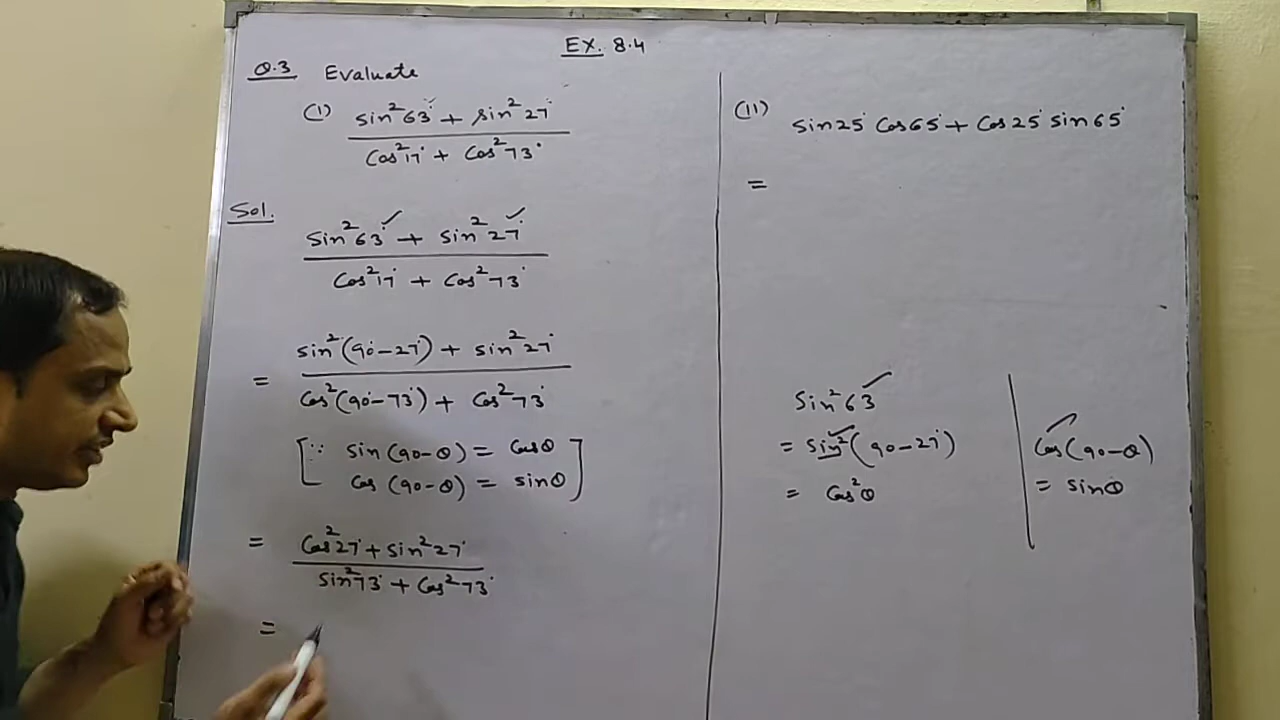 EX. 8.4
Q.3 Evaluate
(i) sin²63° + sin²27°
cos²17° + cos²73°
Sol.
sin²63° + sin²27°
cos²17° + cos²73°
= sin²(90°-27°) + sin²27°
cos²(90°-73°) + cos²73°
[∵ sin(90-θ) = cosθ
cos(90-θ) = sinθ]
= cos²27° + sin²27°
sin²73° + cos²73°
=
(ii) sin25° cos65° + cos25° sin65°
=
sin²63°
= sin²(90-27°)
= cos²θ
cos(90-θ)
= sinθ